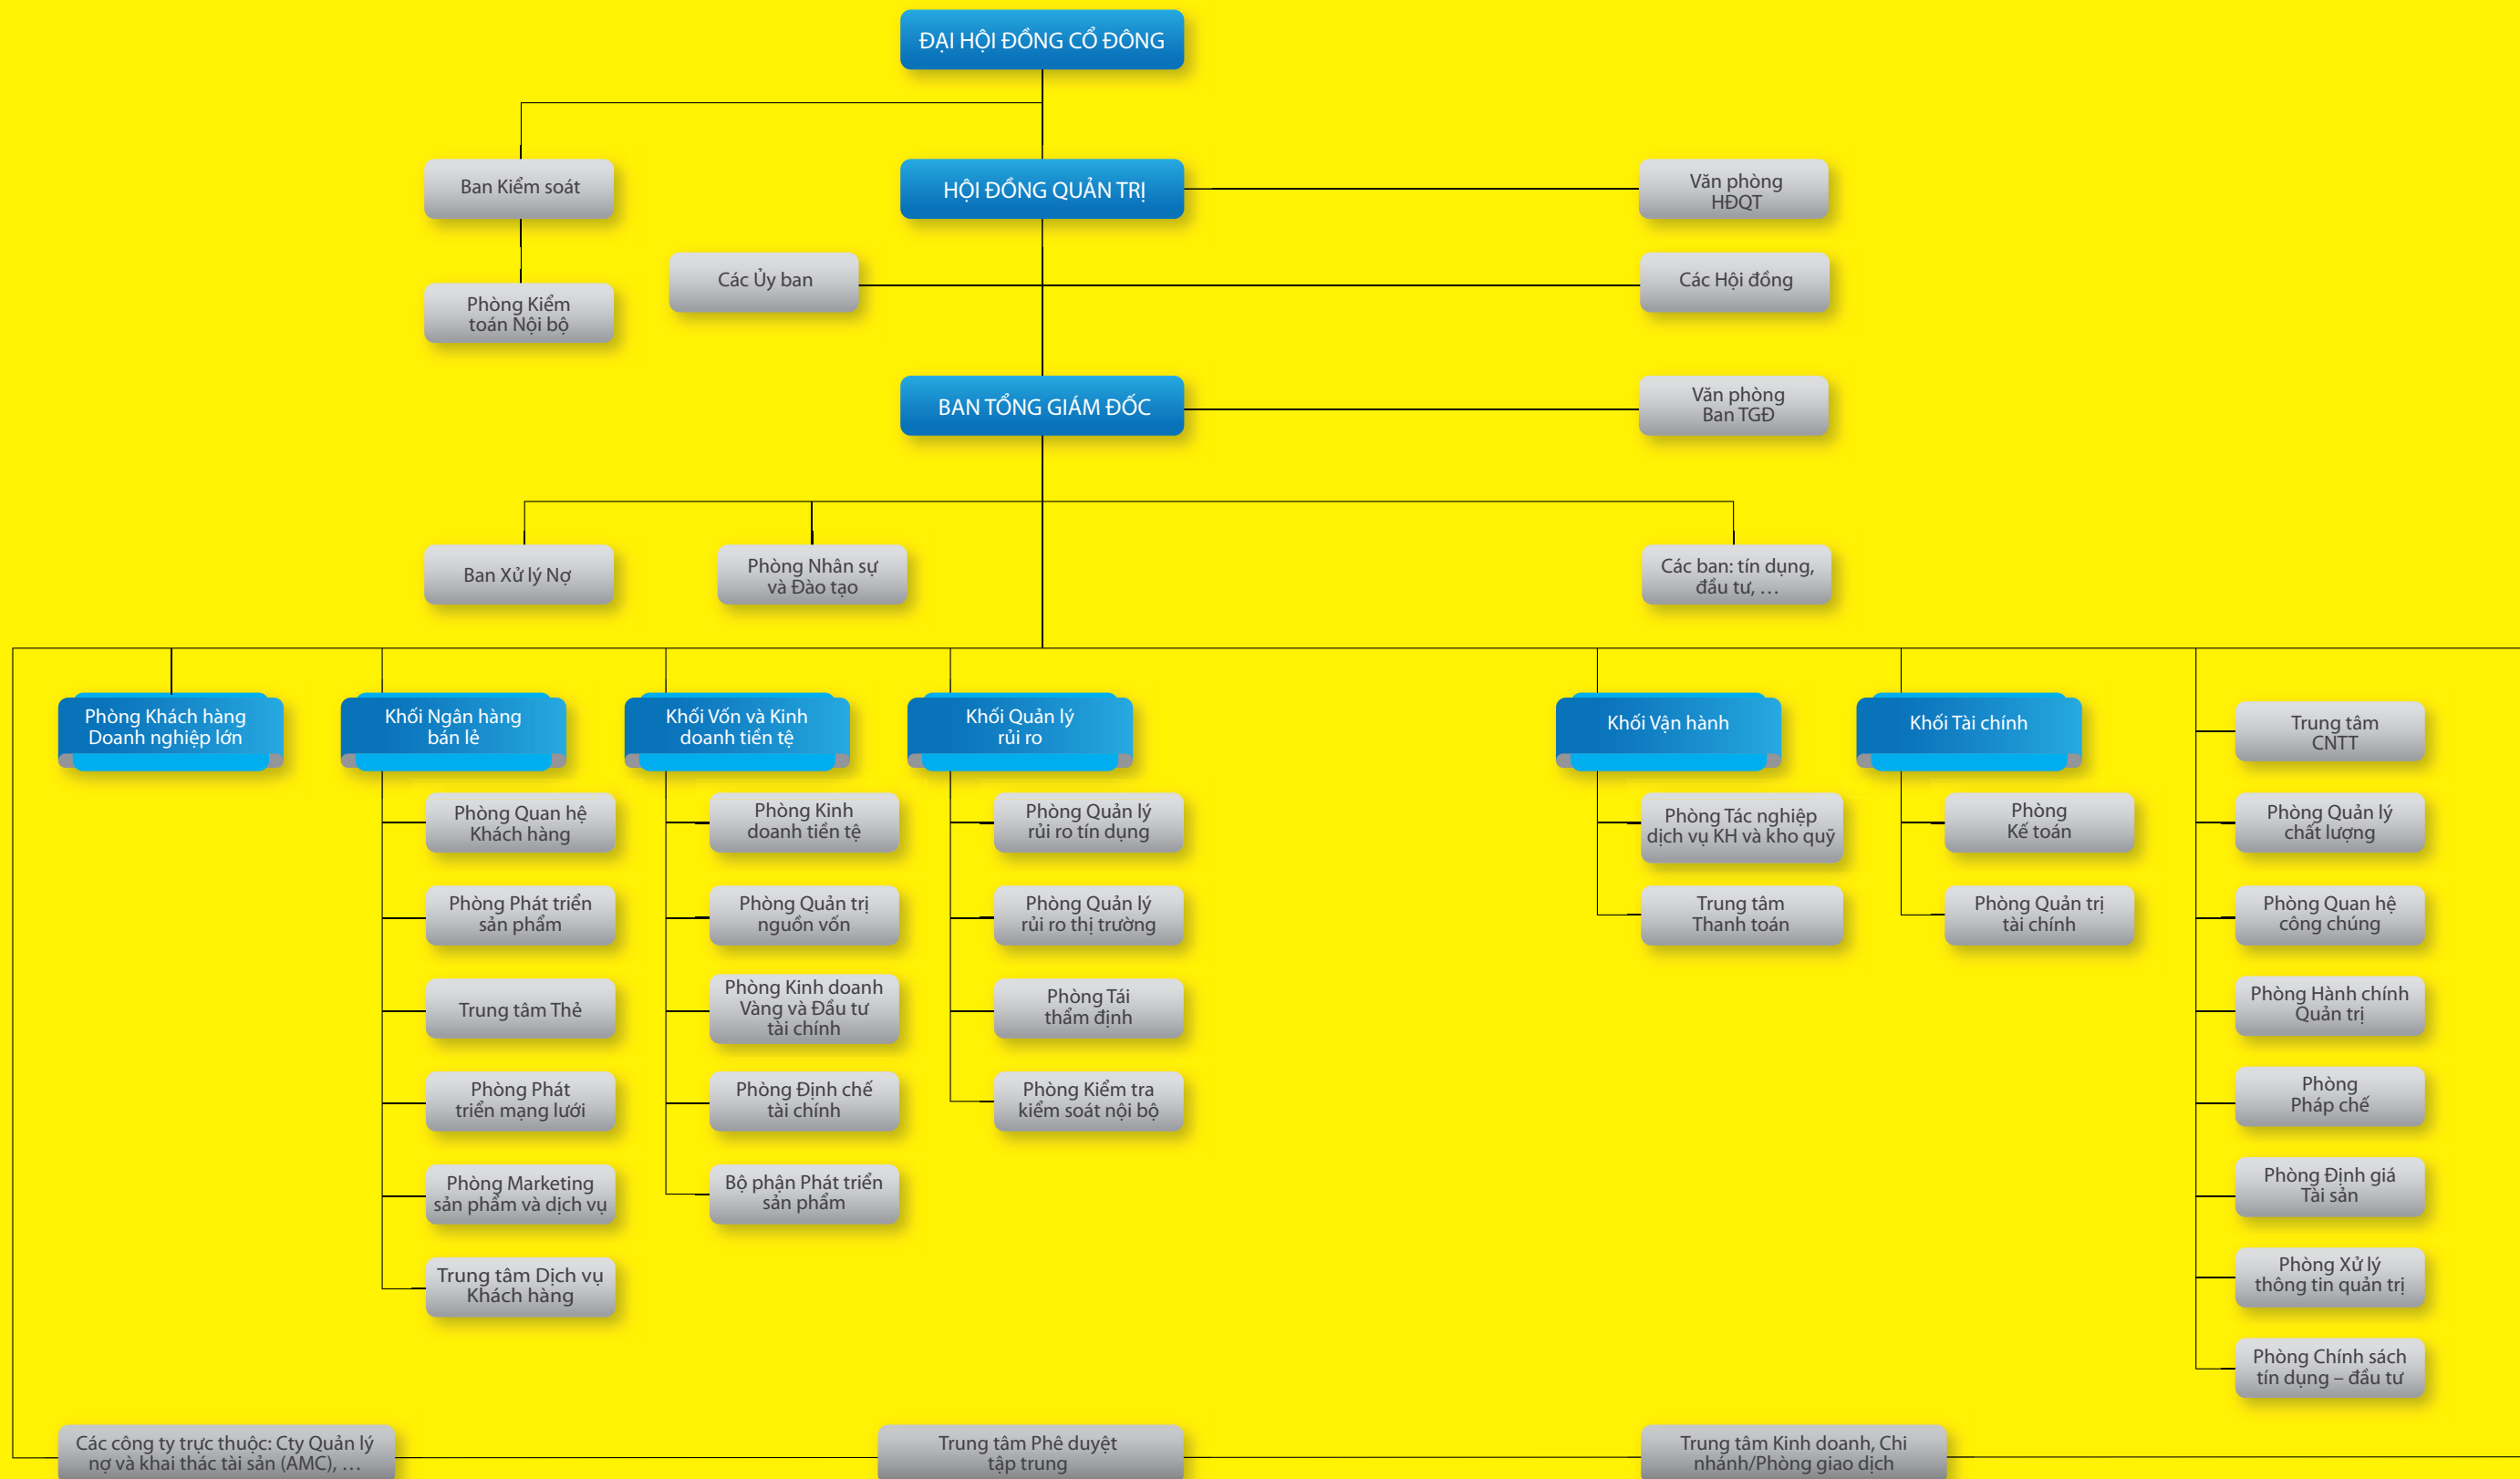 ĐẠI HỘI ĐỒNG CỔ ĐÔNG
Ban Kiểm soát
HỘI ĐỒNG QUẢN TRỊ
Văn phòng
HĐQT
Các Ủy ban
Các Hội đồng
Phòng Kiểm
toán Nội bộ
BAN TỔNG GIÁM ĐỐC
Văn phòng
Ban TGĐ
Ban Xử lý Nợ
Phòng Nhân sự
và Đào tạo
Các ban: tín dụng,
đầu tư, …
Phòng Khách hàng
Doanh nghiệp lớn
Khối Ngân hàng
bán lẻ
Phòng Quan hệ
Khách hàng
Phòng Phát triển
sản phẩm
Trung tâm Thẻ
Phòng Phát
triển mạng lưới
Phòng Marketing
sản phẩm và dịch vụ
Trung tâm Dịch vụ
Khách hàng
Khối Vốn và Kinh
doanh tiền tệ
Phòng Kinh
doanh tiền tệ
Phòng Quản trị
nguồn vốn
Phòng Kinh doanh
Vàng và Đầu tư
tài chính
Phòng Định chế
tài chính
Bộ phận Phát triển
sản phẩm
Khối Quản lý
rủi ro
Phòng Quản lý
rủi ro tín dụng
Phòng Quản lý
rủi ro thị trường
Phòng Tái
thẩm định
Phòng Kiểm tra
kiểm soát nội bộ
Khối Vận hành
Phòng Tác nghiệp
dịch vụ KH và kho quỹ
Trung tâm
Thanh toán
Khối Tài chính
Phòng
Kế toán
Phòng Quản trị
tài chính
Trung tâm
CNTT
Phòng Quản lý
chất lượng
Phòng Quan hệ
công chúng
Phòng Hành chính
Quản trị
Phòng
Pháp chế
Phòng Định giá
Tài sản
Phòng Xử lý
thông tin quản trị
Phòng Chính sách
tín dụng – đầu tư
Các công ty trực thuộc: Cty Quản lý
nợ và khai thác tài sản (AMC), …
Trung tâm Phê duyệt
tập trung
Trung tâm Kinh doanh, Chi
nhánh/Phòng giao dịch